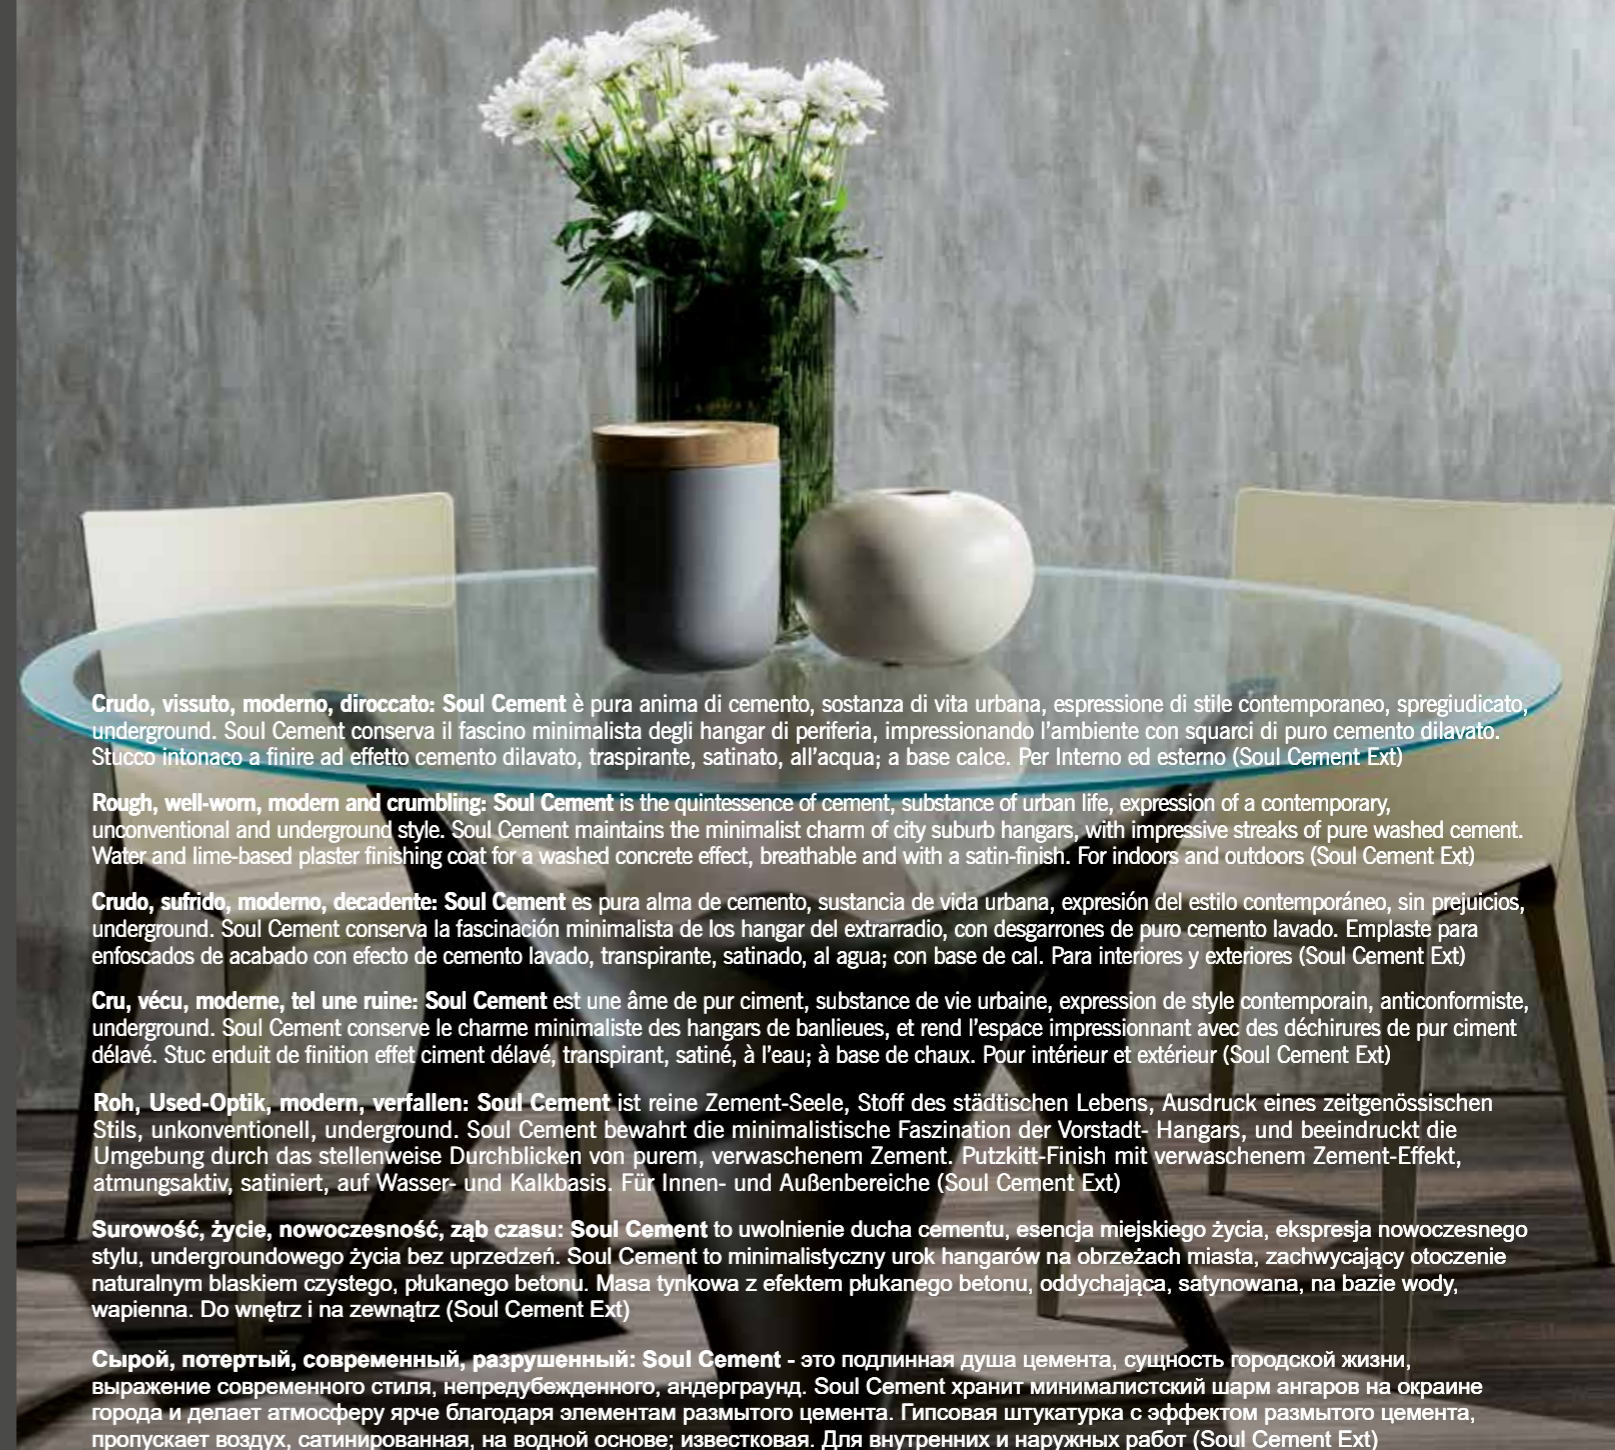 Crudo, vissuto, moderno, diroccato: Soul Cement è pura anima di cemento, sostanza di vita urbana, espressione di stile contemporaneo, spregiudicato,
underground. Soul Cement conserva il fascino minimalista degli hangar di periferia, impressionando l'ambiente con squarci di puro cemento dilavato.
Stucco intonaco a finire ad effetto cemento dilavato, traspirante, satinato, all'acqua; a base calce. Per Interno ed esterno (Soul Cement Ext)
Rough, well-worn, modern and crumbling: Soul Cement is the quintessence of cement, substance of urban life, expression of a contemporary,
unconventional and underground style. Soul Cement maintains the minimalist charm of city suburb hangars, with impressive streaks of pure washed cement.
Water and lime-based plaster finishing coat for a washed concrete effect, breathable and with a satin-finish. For indoors and outdoors (Soul Cement Ext)
Crudo, sufrido, moderno, decadente: Soul Cement es pura alma de cemento, sustancia de vida urbana, expresión del estilo contemporáneo, sin prejuicios,
underground. Soul Cement conserva la fascinación minimalista de los hangar del extrarradio, con desgarrones de puro cemento lavado. Emplaste para
enfoscados de acabado con efecto de cemento lavado, transpirante, satinado, al agua; con base de cal. Para interiores y exteriores (Soul Cement Ext)
Cru, vécu, moderne, tel une ruine: Soul Cement est une âme de pur ciment, substance de vie urbaine, expression de style contemporain, anticonformiste,
underground. Soul Cement conserve le charme minimaliste des hangars de banlieues, et rend l'espace impressionnant avec des déchirures de pur ciment
délavé. Stuc enduit de finition effet ciment délavé, transpirant, satiné, à l'eau; à base de chaux. Pour intérieur et extérieur (Soul Cement Ext)
Roh, Used-Optik, modern, verfallen: Soul Cement ist reine Zement-Seele, Stoff des städtischen Lebens, Ausdruck eines zeitgenössischen
Stils, unkonventionell, underground. Soul Cement bewahrt die minimalistische Faszination der Vorstadt- Hangars, und beeindruckt die
Umgebung durch das stellenweise Durchblicken von purem, verwaschenem Zement. Putzkitt-Finish mit verwaschenem Zement-Effekt,
atmungsaktiv, satiniert, auf Wasser- und Kalkbasis. Für Innen- und Außenbereiche (Soul Cement Ext)
Surowość, życie, nowoczesność, ząb czasu: Soul Cement to uwolnienie ducha cementu, esencja miejskiego życia, ekspresja nowoczesnego
stylu, undergroundowego życia bez uprzedzeń. Soul Cement to minimalistyczny urok hangarów na obrzeżach miasta, zachwycający otoczenie
naturalnym blaskiem czystego, płukanego betonu. Masa tynkowa z efektem płukanego betonu, oddychająca, satynowana, na bazie wody,
wapienna. Do wnętrz i na zewnątrz (Soul Cement Ext)
Сырой, потертый, современный, разрушенный: Soul Cement - это подлинная душа цемента, сущность городской жизни,
выражение современного стиля, непредубежденного, андерграунд. Soul Cement хранит минималистский шарм ангаров на окраине
города и делает атмосферу ярче благодаря элементам размытого цемента. Гипсовая штукатурка с эффектом размытого цемента,
пропускает воздух, сатинированная, на водной основе; известковая. Для внутренних и наружных работ (Soul Cement Ext)